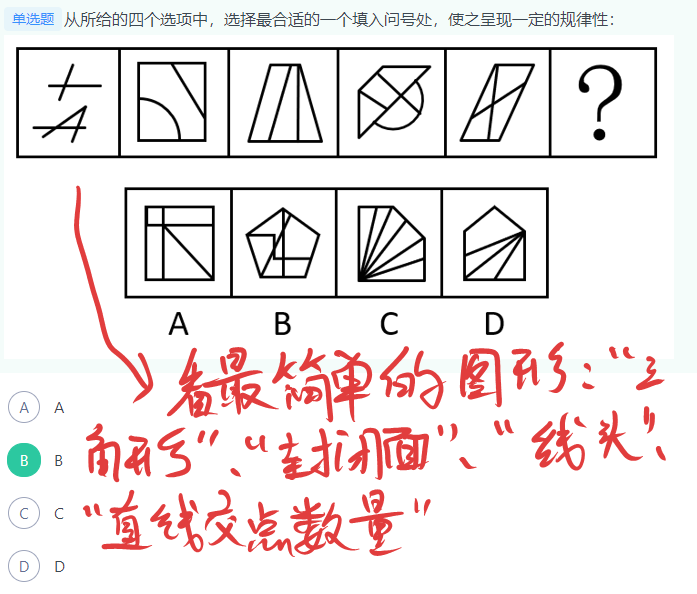 单选题 从所给的四个选项中，选择最合适的一个填入问号处，使之呈现一定的规律性：
?
A B C D
看最简单的图形：“三
角形”、“封闭面”、“线头”、
“直线交点数量”
A A
B B
C C
D D